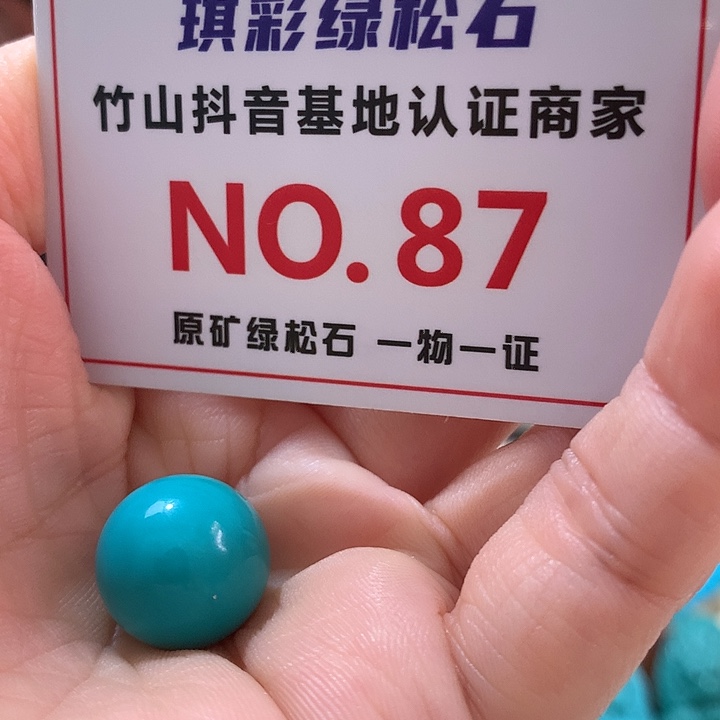 琪彩绿松石
竹山抖音基地认证商家
NO.87
原矿绿松石 一物一证